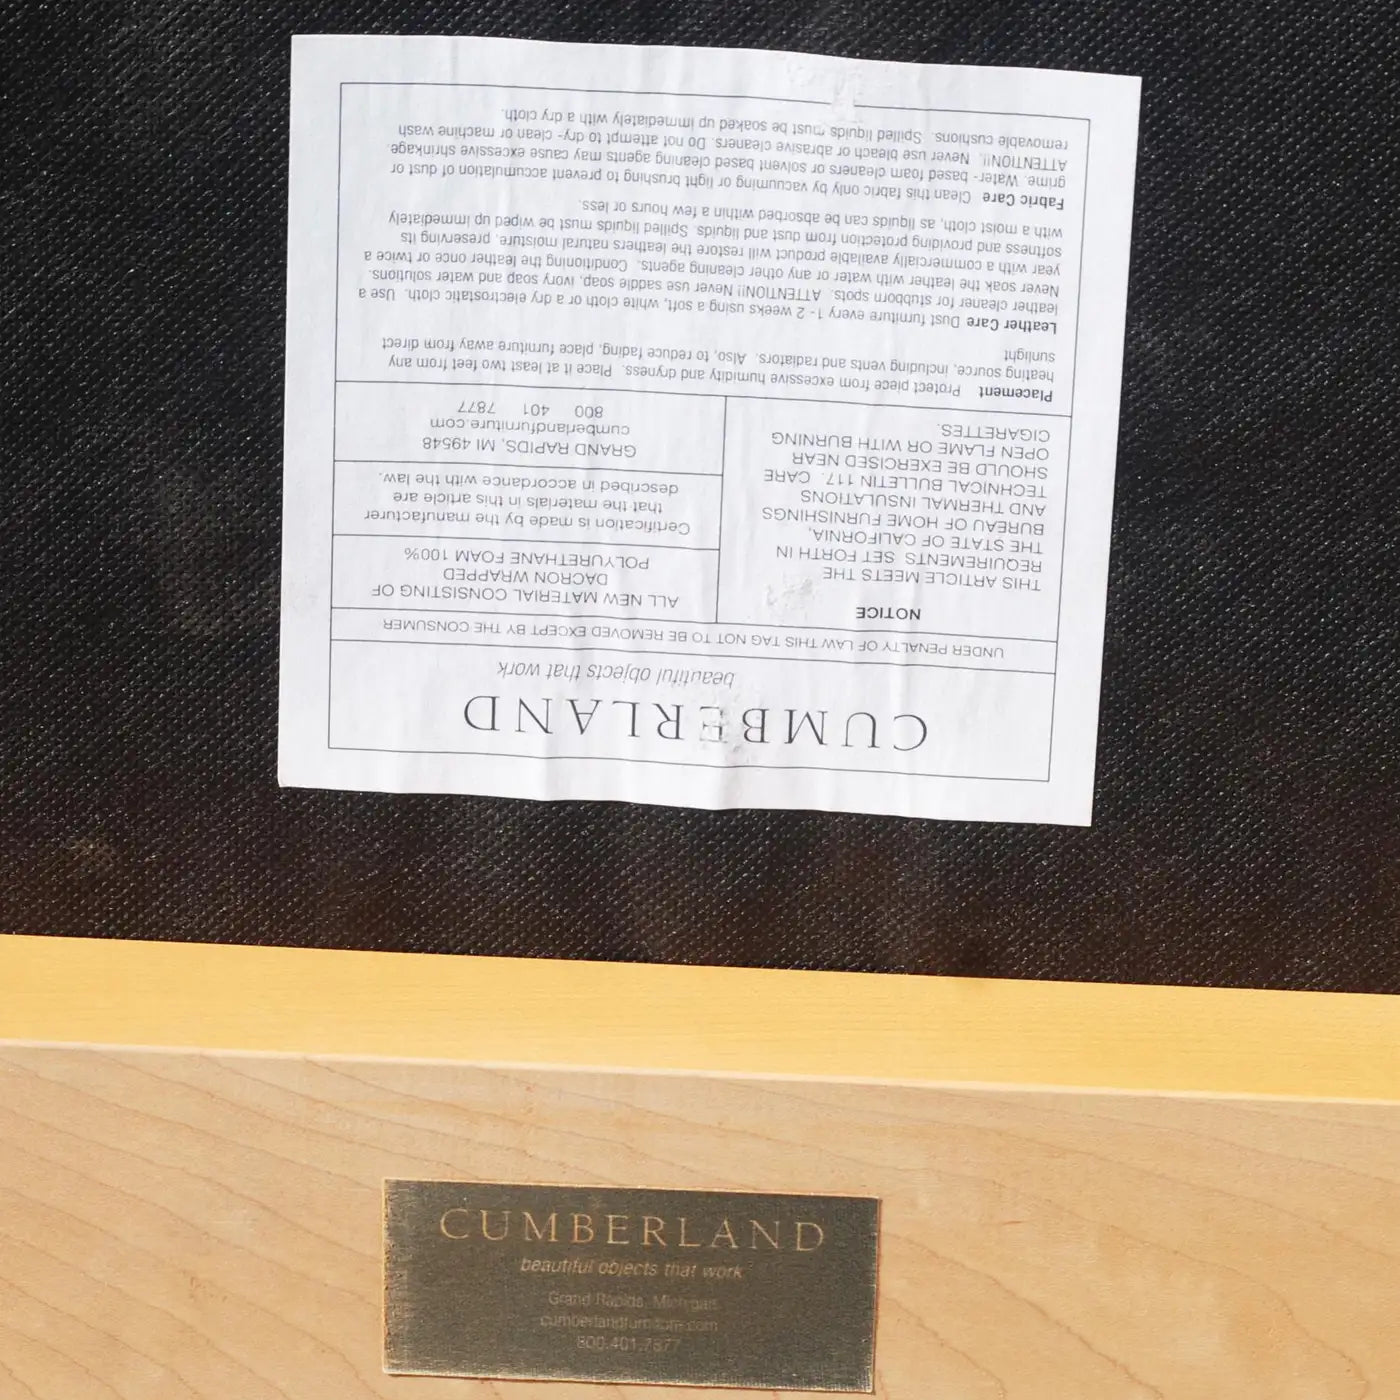 CUMBERLAND
beautiful objects that work
UNDER PENALTY OF LAW THIS TAG NOT TO BE REMOVED EXCEPT BY THE CONSUMER
NOTICE
THIS ARTICLE MEETS THE
REQUIREMENTS SET FORTH IN
THE STATE OF CALIFORNIA,
BUREAU OF HOME FURNISHINGS
AND THERMAL INSULATIONS
TECHNICAL BULLETIN 117. CARE
SHOULD BE EXERCISED NEAR
OPEN FLAME OR WITH BURNING
CIGARETTES.
ALL NEW MATERIAL CONSISTING OF
DACRON WRAPPED
POLYURETHANE FOAM 100%
Certification is made by the manufacturer
that the materials in this article are
described in accordance with the law.
GRAND RAPIDS, MI 49548
cumberlandfurniture.com
800 401 7877
Placement Protect piece from excessive humidity and dryness. Place it at least two feet from any
heating source, including vents and radiators. Also, to reduce fading, place furniture away from direct
sunlight
Leather Care Dust furniture every 1- 2 weeks using a soft, white cloth or a dry electrostatic cloth. Use a
leather cleaner for stubborn spots. ATTENTION!! Never use saddle soap, ivory soap and water solutions.
Never soak the leather with water or any other cleaning agents. Conditioning the leather once or twice a
year with a commercially available product will restore the leathers natural moisture, preserving its
softness and providing protection from dust and liquids. Spilled liquids must be wiped up immediately
with a moist cloth, as liquids can be absorbed within a few hours or less.
Fabric Care Clean this fabric only by vacuuming or light brushing to prevent accumulation of dust or
grime. Water- based foam cleaners or solvent based cleaning agents may cause excessive shrinkage.
ATTENTION!! Never use bleach or abrasive cleaners. Do not attempt to dry- clean or machine wash
removable cushions. Spilled liquids must be soaked up immediately with a dry cloth.
CUMBERLAND
beautiful objects that work
Grand Rapids, Michigan
cumberlandfurniture.com
800.401.7877